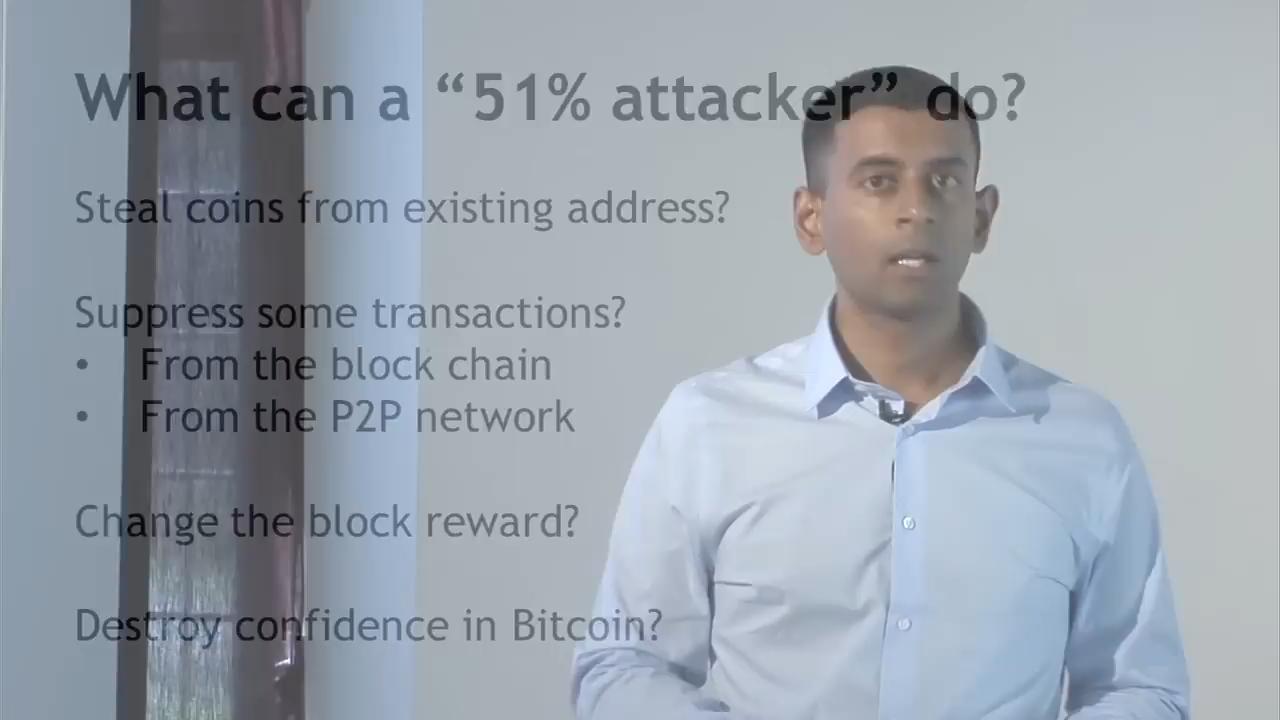 What can a “51% attacker” do?
Steal coins from existing address?
Suppress some transactions?
• From the block chain
• From the P2P network
Change the block reward?
Destroy confidence in Bitcoin?